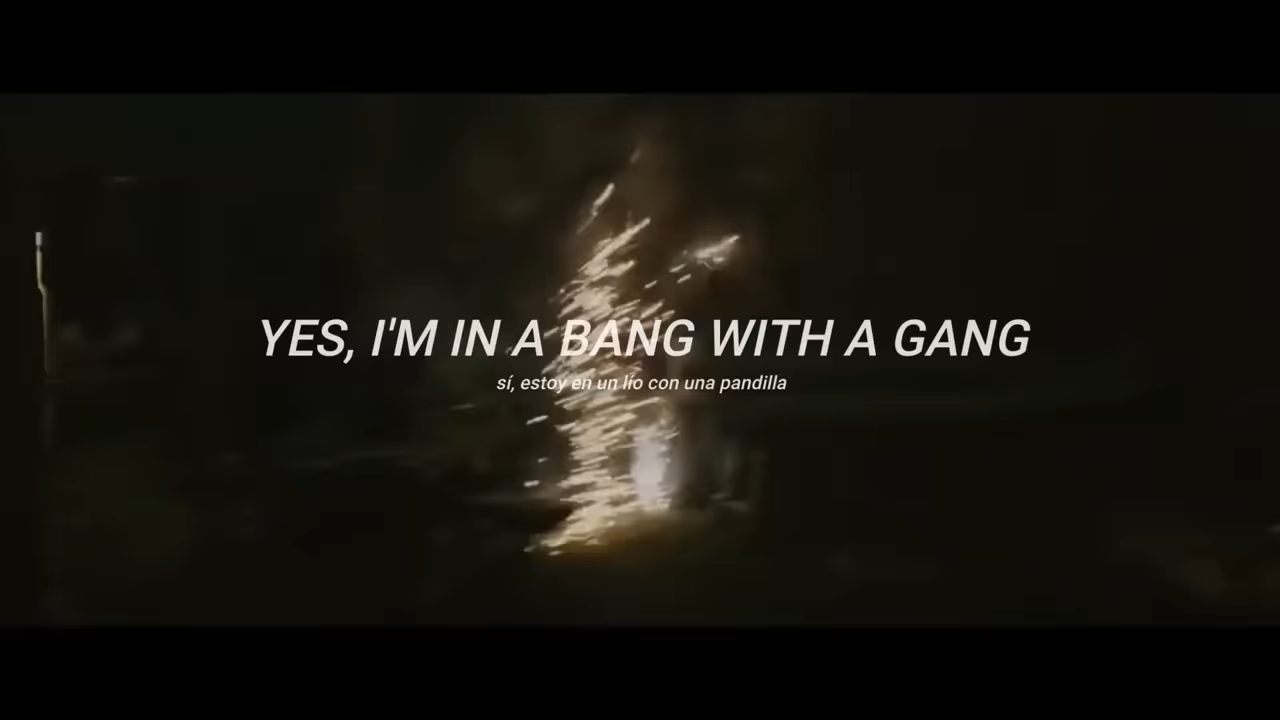 YES, I'M IN A BANG WITH A GANG
sí, estoy en un lío con una pandilla